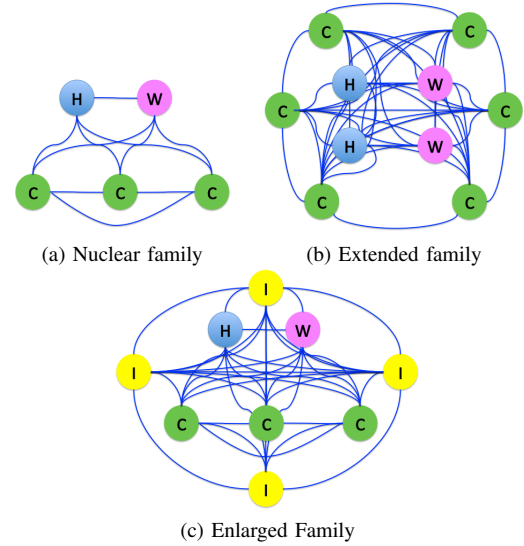 C C
H W H W
C C
H W
C C C C C
(a) Nuclear family (b) Extended family
I
H W
I I
C C C
I
(c) Enlarged Family